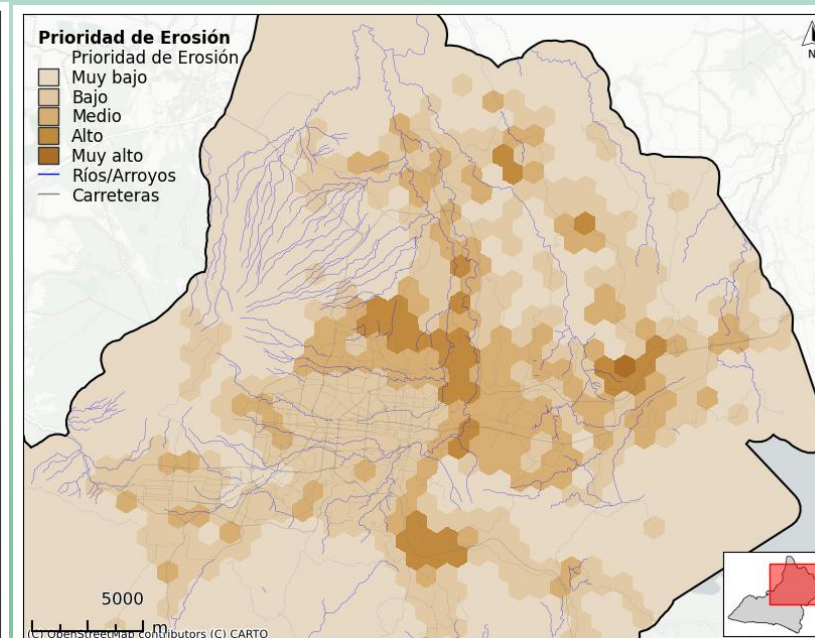 Prioridad de Erosión
Prioridad de Erosión
Muy bajo
Bajo
Medio
Alto
Muy alto
Ríos/Arroyos
Carreteras
N
5000
m
(C) OpenStreetMap contributors (C) CARTO